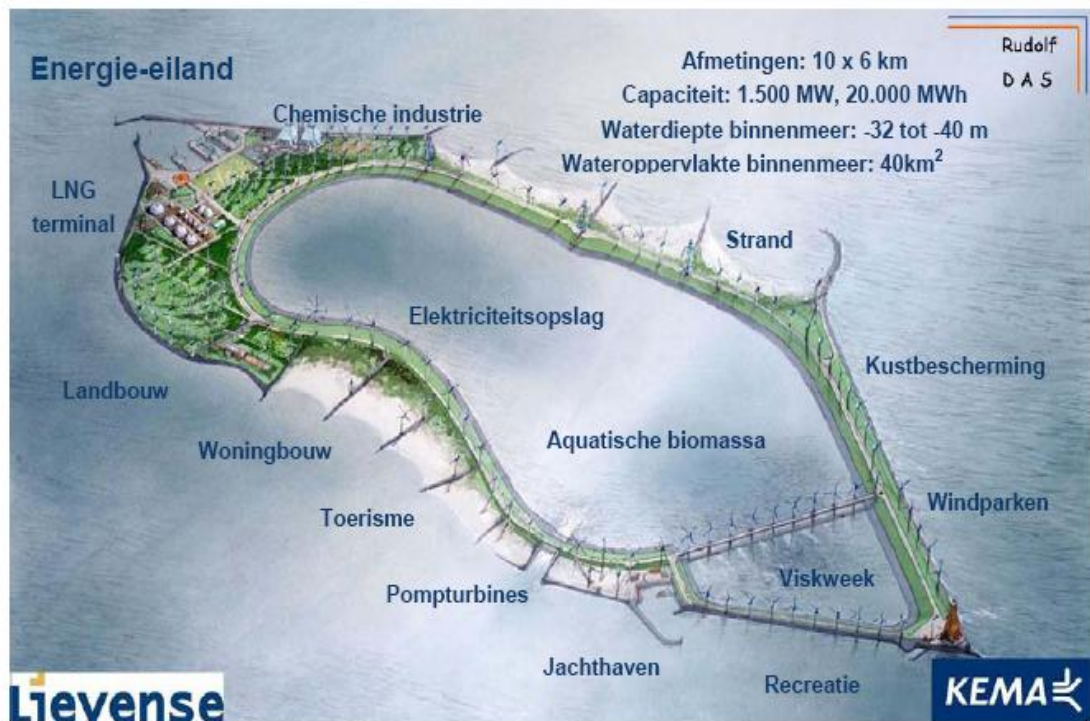 Energie-eiland
Rudolf
DAS
Afmetingen: 10 x 6 km
Capaciteit: 1.500 MW, 20.000 MWh
Waterdiepte binnenmeer: -32 tot -40 m
Wateroppervlakte binnenmeer: 40km²
Chemische industrie
LNG
terminal
Strand
Elektriciteitsopslag
Kustbescherming
Landbouw
Woningbouw
Aquatische biomassa
Toerisme
Windparken
Pompturbines
Viskweek
Jachthaven
Recreatie
Lievense
KEMA